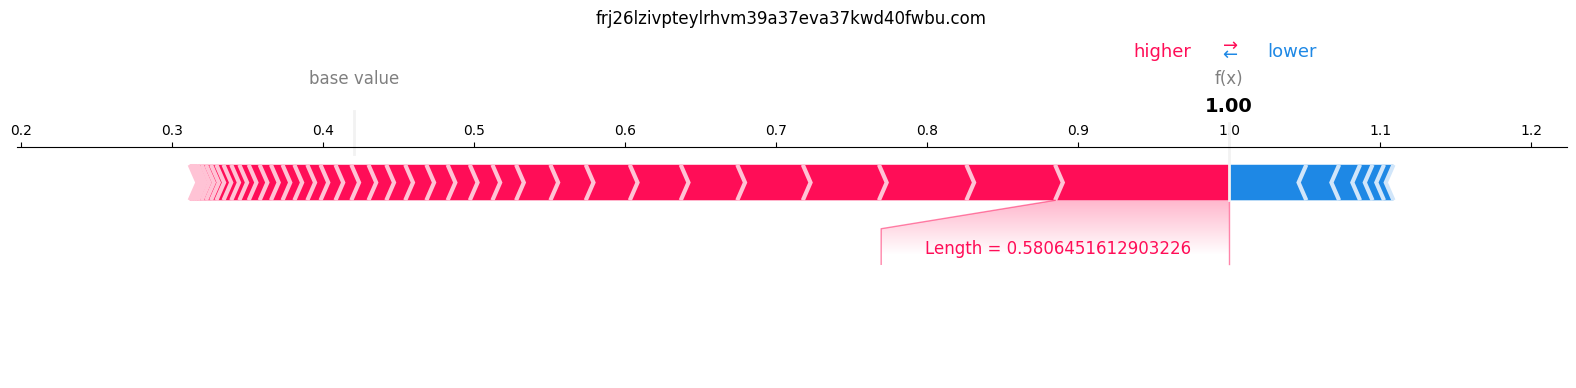 frj26lzivpteylrhvm39a37eva37kwd40fwbu.com
higher ⇄ lower
base value f(x)
1.00
0.2 0.3 0.4 0.5 0.6 0.7 0.8 0.9 1.0 1.1 1.2
Length = 0.5806451612903226